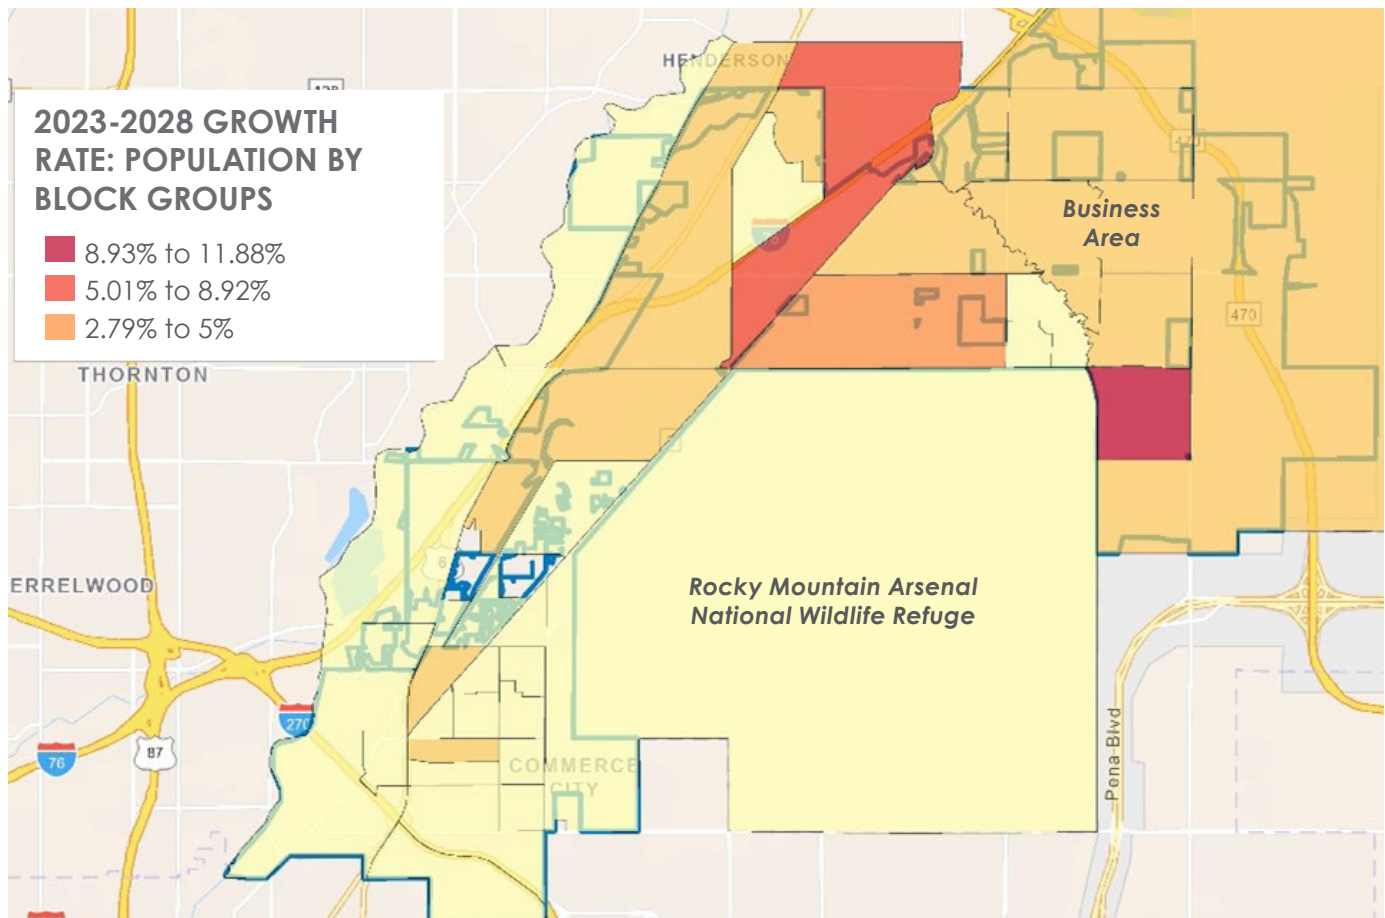 HENDERSON
2023-2028 GROWTH
RATE: POPULATION BY
BLOCK GROUPS
8.93% to 11.88%
5.01% to 8.92%
2.79% to 5%
470
Business
Area
76
470
THORNTON
6
ERRELWOOD
Rocky Mountain Arsenal
National Wildlife Refuge
270
87
76
COMMERCE
CITY
Pena Blvd